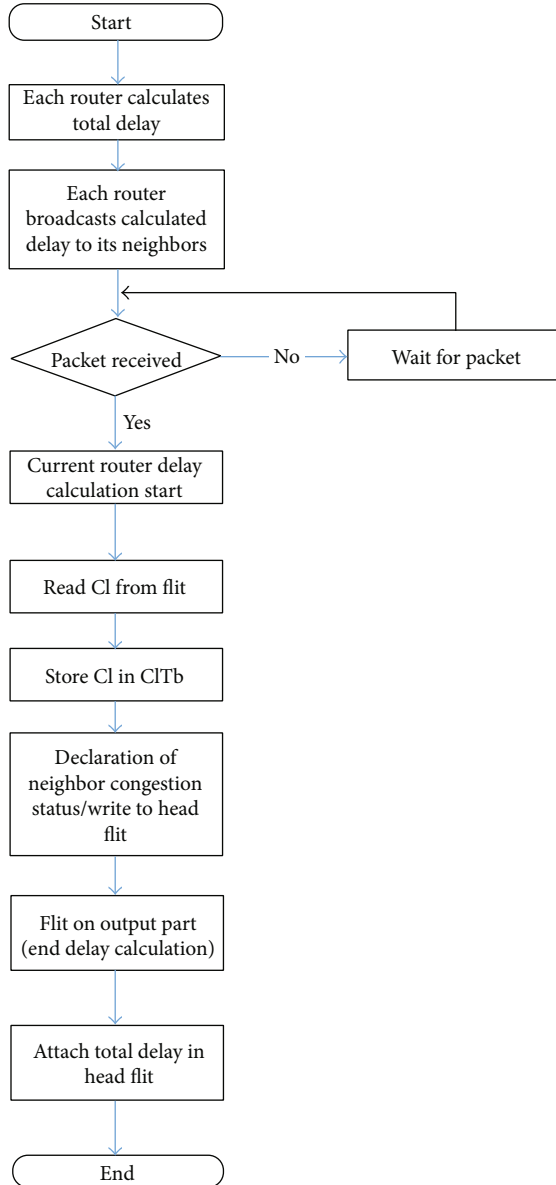 Start
Each router calculates
total delay
Each router
broadcasts calculated
delay to its neighbors
Packet received
No
Wait for packet
Yes
Current router delay
calculation start
Read Cl from flit
Store Cl in ClTb
Declaration of
neighbor congestion
status/write to head
flit
Flit on output part
(end delay calculation)
Attach total delay in
head flit
End